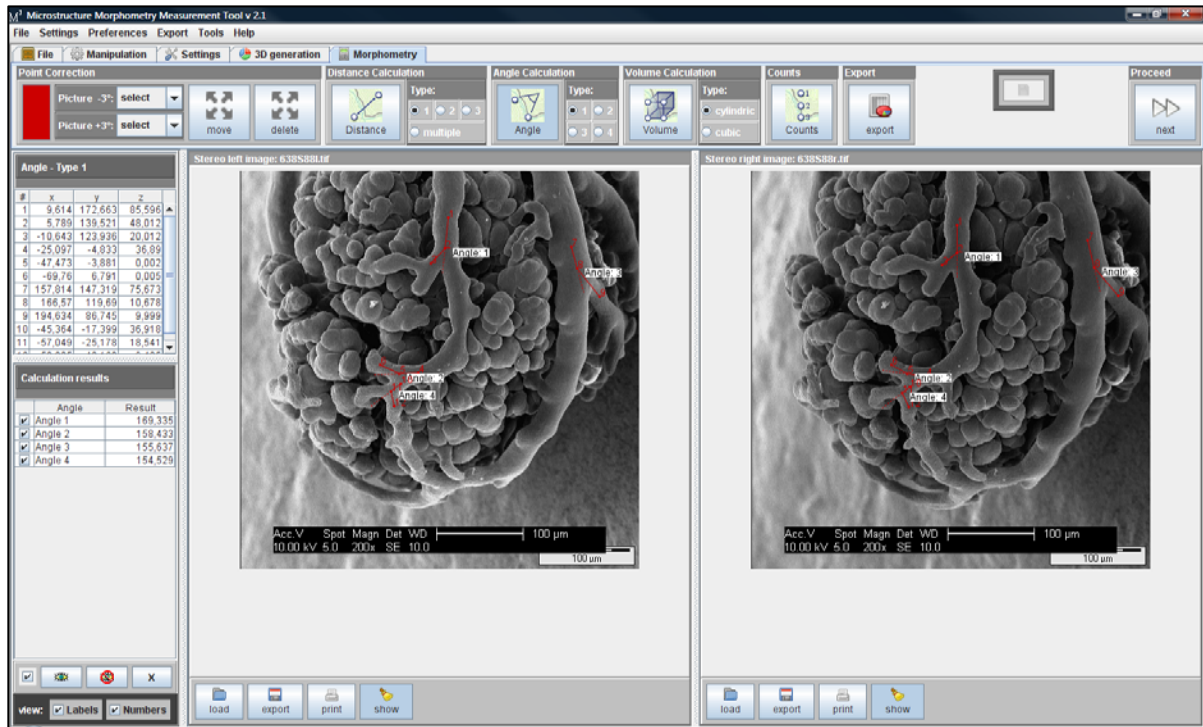 M³ Microstructure Morphometry Measurement Tool v 2.1
File Settings Preferences Export Tools Help
File Manipulation Settings 3D generation Morphometry
Point Correction
Picture -3°: select
Picture +3°: select
move
delete
Distance Calculation
Distance
Type:
1 2 3
multiple
Angle Calculation
Angle
Type:
1 2
3 4
Volume Calculation
Volume
Type:
cylindric
cubic
Counts
Counts
Export
export
Proceed
next
Angle - Type 1
# x y z
1 9,614 172,663 85,596
2 5,789 139,521 48,012
3 -10,643 123,936 20,012
4 -25,097 -4,833 36,89
5 -47,473 -3,881 0,002
6 -69,76 6,791 0,005
7 157,814 147,319 75,673
8 166,57 119,69 10,678
9 194,634 86,745 9,999
10 -45,364 -17,399 36,918
11 -57,049 -25,178 18,541
Calculation results
Angle Result
Angle 1 169,335
Angle 2 158,433
Angle 3 155,637
Angle 4 154,529
X
view: Labels Numbers
Stereo left image: 638S88l.tif
Angle: 1
Angle: 3
Angle: 2
Angle: 4
Acc.V Spot Magn Det WD 100 µm
10.00 kV 5.0 200x SE 10.0
100 µm
load export print show
Stereo right image: 638S88r.tif
Angle: 1
Angle: 3
Angle: 2
Angle: 4
Acc.V Spot Magn Det WD 100 µm
10.00 kV 5.0 200x SE 10.0
100 µm
load export print show